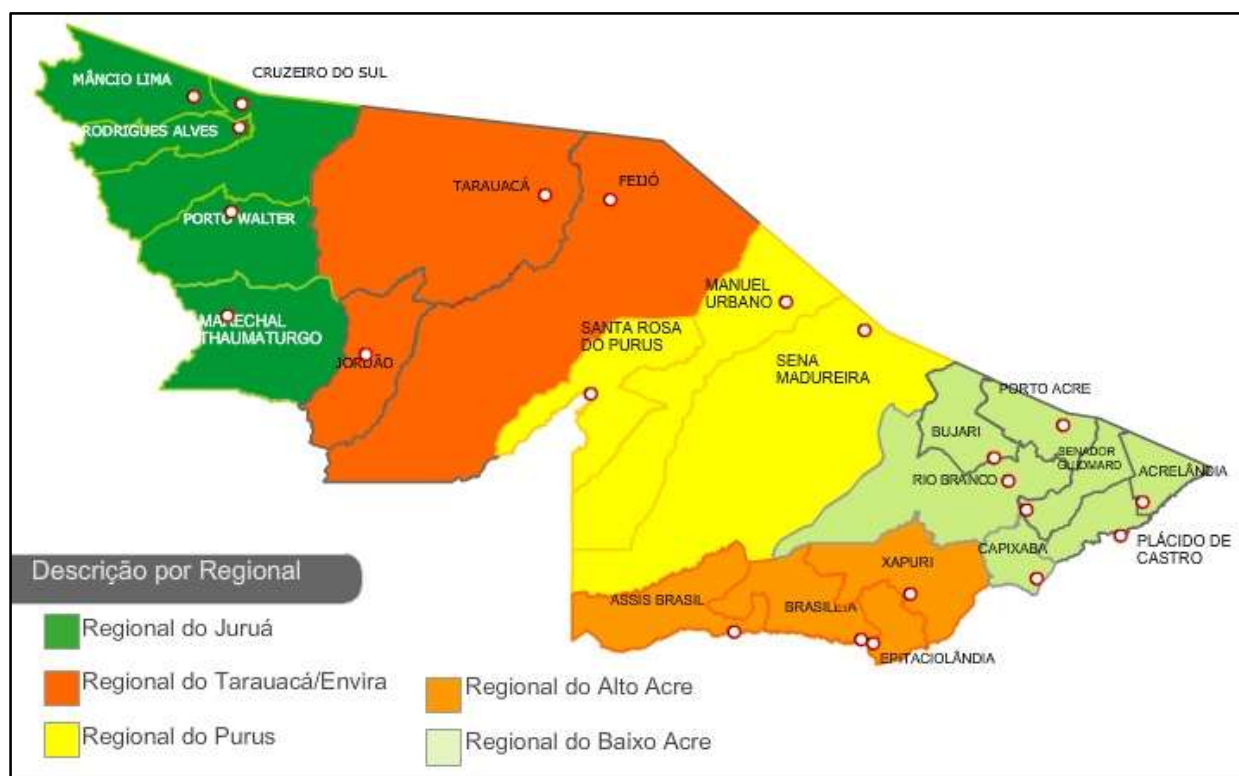 CRUZEIRO DO SUL
MÂNCIO LIMA
RODRIGUES ALVES
TARAUACÁ
FEIJÓ
PORTO WALTER
MANUEL
URBANO
MARECHAL
THAUMATURGO
SANTA ROSA
DO PURUS
JORDÃO
SENA
MADUREIRA
PORTO ACRE
BUJARI
SENADOR
GUIOMARD
ACRELÂNDIA
RIO BRANCO
PLÁCIDO DE
CASTRO
CAPIXABA
XAPURI
ASSIS BRASIL
BRASILEIA
EPITACIOLÂNDIA
Descrição por Regional
Regional do Juruá
Regional do Tarauacá/Envira
Regional do Purus
Regional do Alto Acre
Regional do Baixo Acre